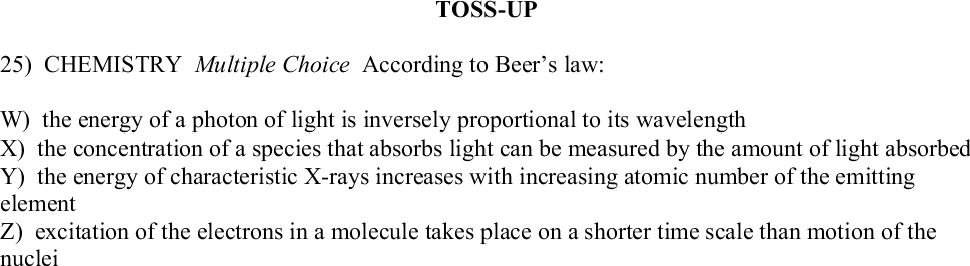 TOSS-UP
25) CHEMISTRY Multiple Choice According to Beer’s law:
W) the energy of a photon of light is inversely proportional to its wavelength
X) the concentration of a species that absorbs light can be measured by the amount of light absorbed
Y) the energy of characteristic X-rays increases with increasing atomic number of the emitting
element
Z) excitation of the electrons in a molecule takes place on a shorter time scale than motion of the
nuclei